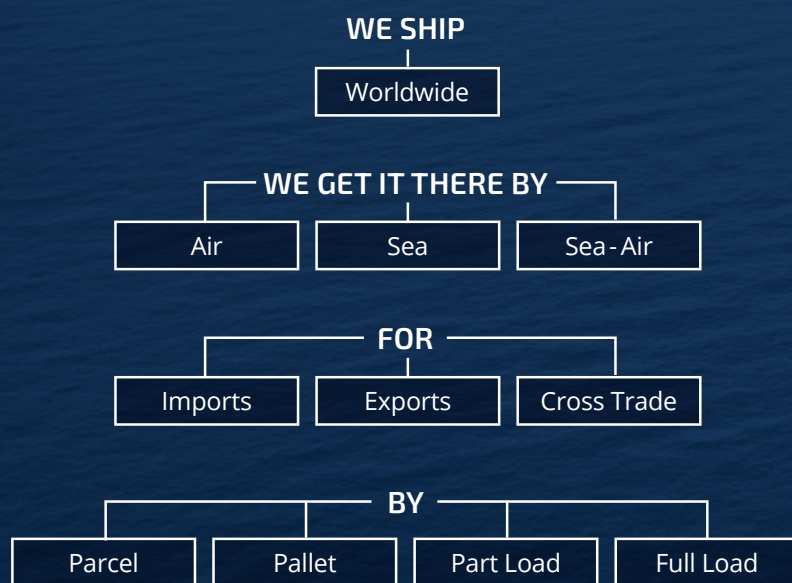 WE SHIP
Worldwide
WE GET IT THERE BY
Air Sea Sea-Air
FOR
Imports Exports Cross Trade
BY
Parcel Pallet Part Load Full Load